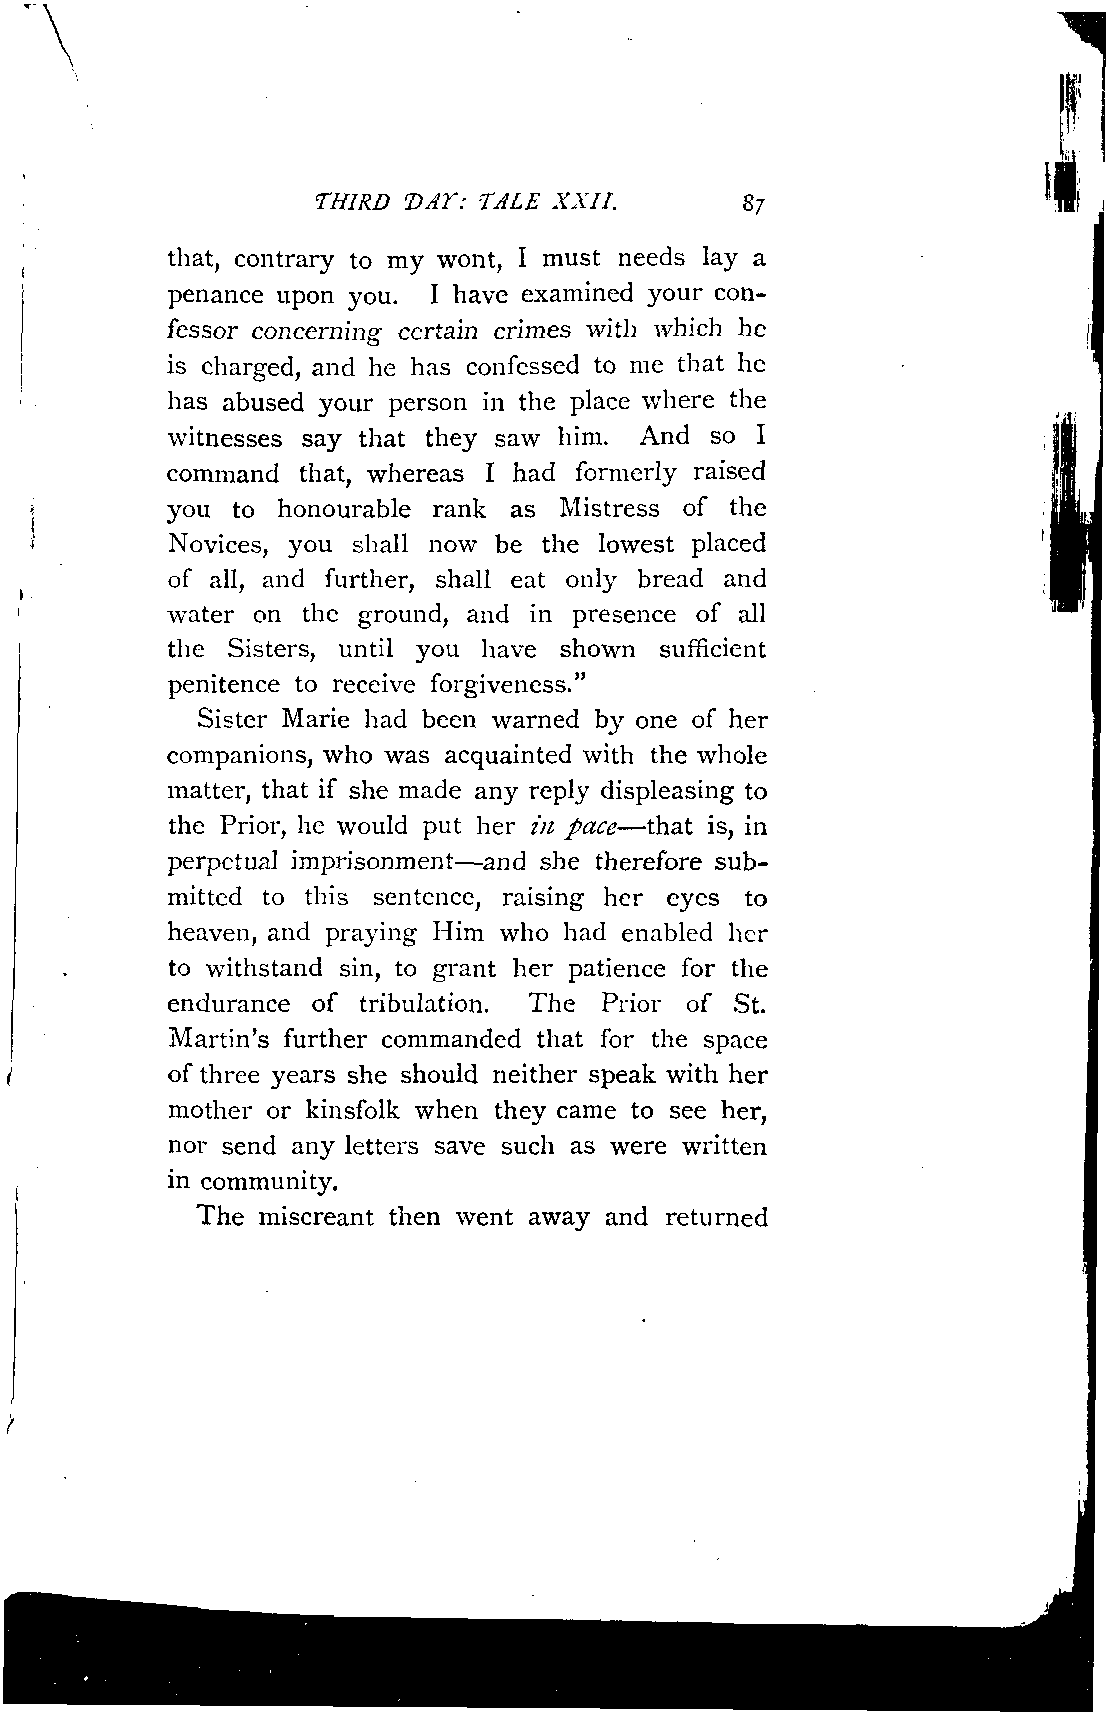 THIRD DAY: TALE XXII. 87
that, contrary to my wont, I must needs lay a
penance upon you. I have examined your con-
fessor concerning certain crimes with which he
is charged, and he has confessed to me that he
has abused your person in the place where the
witnesses say that they saw him. And so I
command that, whereas I had formerly raised
you to honourable rank as Mistress of the
Novices, you shall now be the lowest placed
of all, and further, shall eat only bread and
water on the ground, and in presence of all
the Sisters, until you have shown sufficient
penitence to receive forgiveness."
Sister Marie had been warned by one of her
companions, who was acquainted with the whole
matter, that if she made any reply displeasing to
the Prior, he would put her in pace—that is, in
perpetual imprisonment—and she therefore sub-
mitted to this sentence, raising her eyes to
heaven, and praying Him who had enabled her
to withstand sin, to grant her patience for the
endurance of tribulation. The Prior of St.
Martin's further commanded that for the space
of three years she should neither speak with her
mother or kinsfolk when they came to see her,
nor send any letters save such as were written
in community.
The miscreant then went away and returned